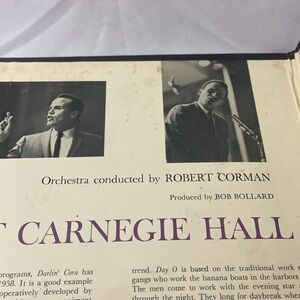 Orchestra conducted by ROBERT CORMAN
Produced by BOB BOLLARD
T CARNEGIE HALL
programs, Darlin' Cora has
1958. It is a good example
operatively developed by
trend. Day O is based on the traditional work
gangs who work the banana boats in the harbors
The men come to work with the evening star
through the night. They long for daybreak when